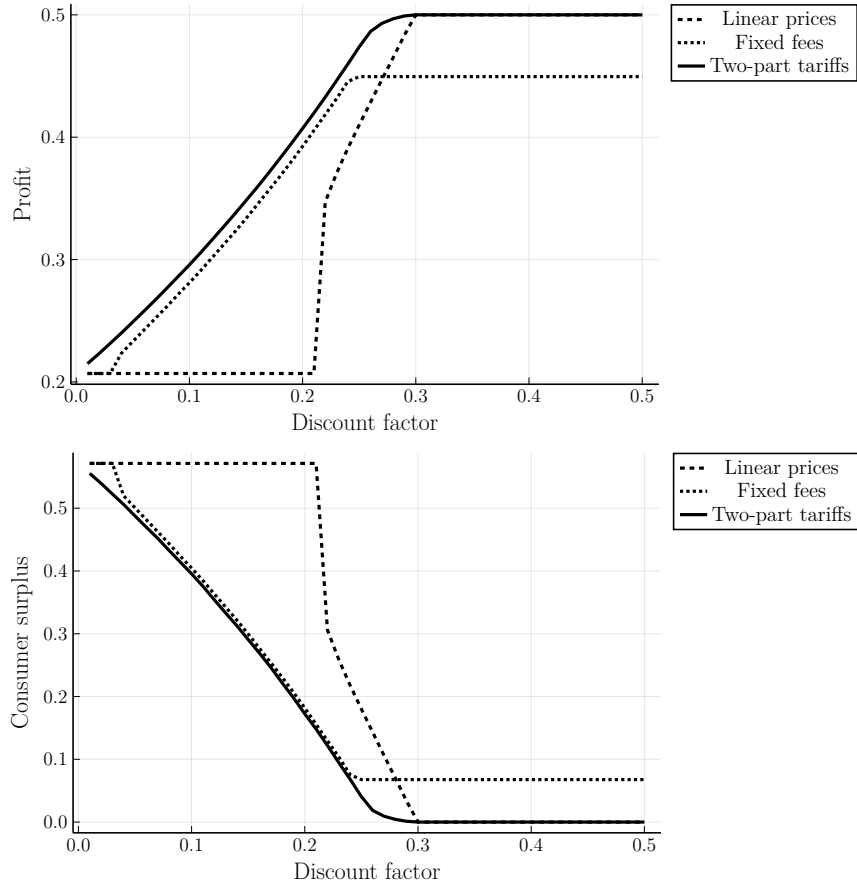 0.5
0.4
0.3
0.2
Profit
0.0
0.1
0.2
0.3
0.4
0.5
Discount factor
Linear prices
Fixed fees
Two-part tariffs
0.5
0.4
0.3
0.2
0.1
0.0
Consumer surplus
0.0
0.1
0.2
0.3
0.4
0.5
Discount factor
Linear prices
Fixed fees
Two-part tariffs